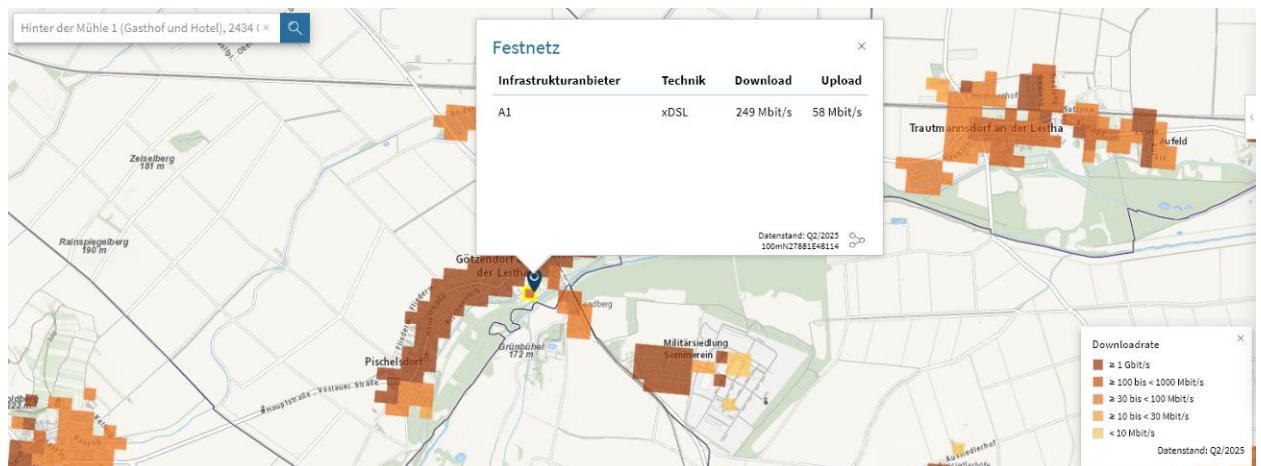 Hinter der Mühle 1 (Gasthof und Hotel), 2434
Festnetz
Infrastrukturanbieter Technik Download Upload
A1 xDSL 249 Mbit/s 58 Mbit/s
Datenstand: Q2/2025
100mN27881E48114
Zeiselberg
181 m
Rainspiegelberg
190 m
Trautmannsdorf an der Leitha
Aufeld
Götzendorf
der Leitha
Sandberg
Grünbühel
172 m
Militärsiedlung
Sommerein
Pischelsdorf
Hauptstraße
Vöslauer Straße
Downloadrate
≥ 1 Gbit/s
≥ 100 bis < 1000 Mbit/s
≥ 30 bis < 100 Mbit/s
≥ 10 bis < 30 Mbit/s
< 10 Mbit/s
Datenstand: Q2/2025